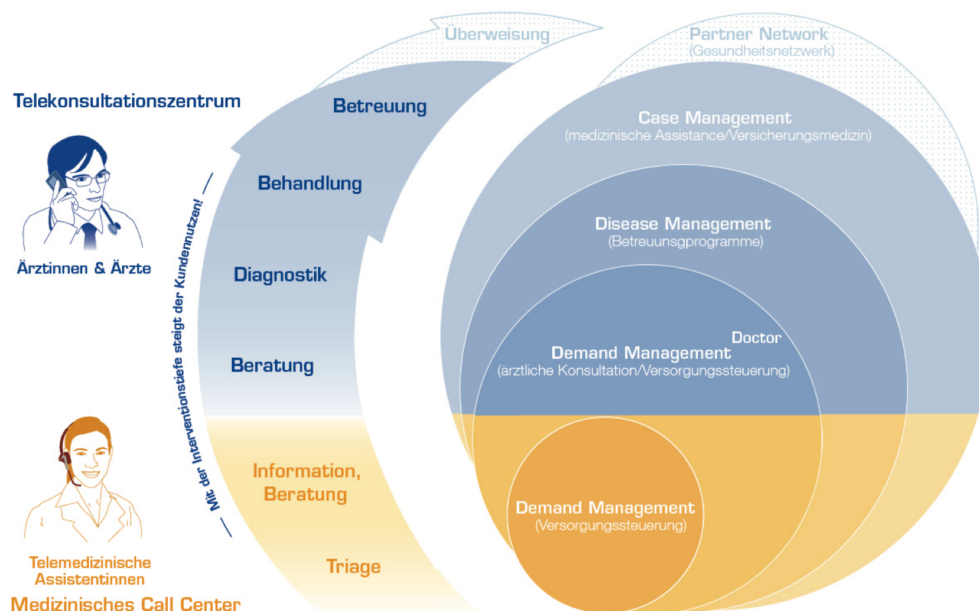 Telekonsultationszentrum
Ärztinnen & Ärzte
Telemedizinische
Assistentinnen
Medizinisches Call Center
Mit der Interventionstiefe steigt der Kundennutzen!
Überweisung
Betreuung
Behandlung
Diagnostik
Beratung
Information,
Beratung
Triage
Partner Network
(Gesundheitsnetzwerk)
Case Management
(medizinische Assistance/Versicherungsmedizin)
Disease Management
(Betreuunsgprogramme)
Doctor
Demand Management
(ärztliche Konsultation/Versorgungssteuerung)
Demand Management
(Versorgungssteuerung)